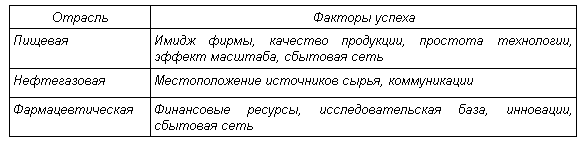 Отрасль Факторы успеха
Пищевая Имидж фирмы, качество продукции, простота технологии,
эффект масштаба, сбытовая сеть
Нефтегазовая Местоположение источников сырья, коммуникации
Фармацевтическая Финансовые ресурсы, исследовательская база, инновации,
сбытовая сеть